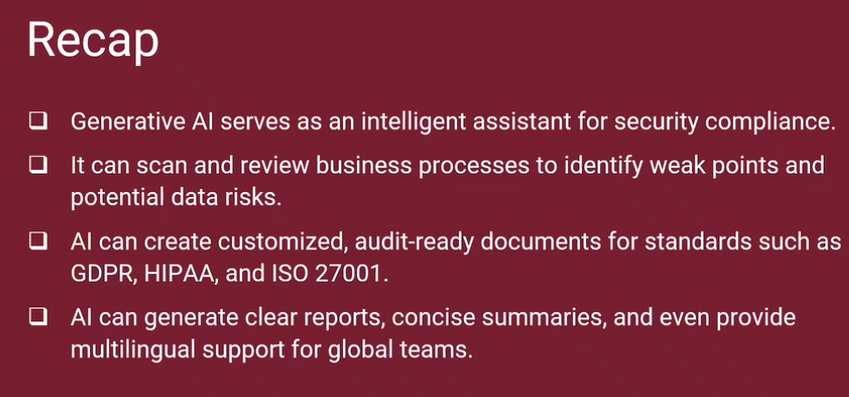 Recap
❑ Generative AI serves as an intelligent assistant for security compliance.
❑ It can scan and review business processes to identify weak points and
potential data risks.
❑ AI can create customized, audit-ready documents for standards such as
GDPR, HIPAA, and ISO 27001.
❑ AI can generate clear reports, concise summaries, and even provide
multilingual support for global teams.